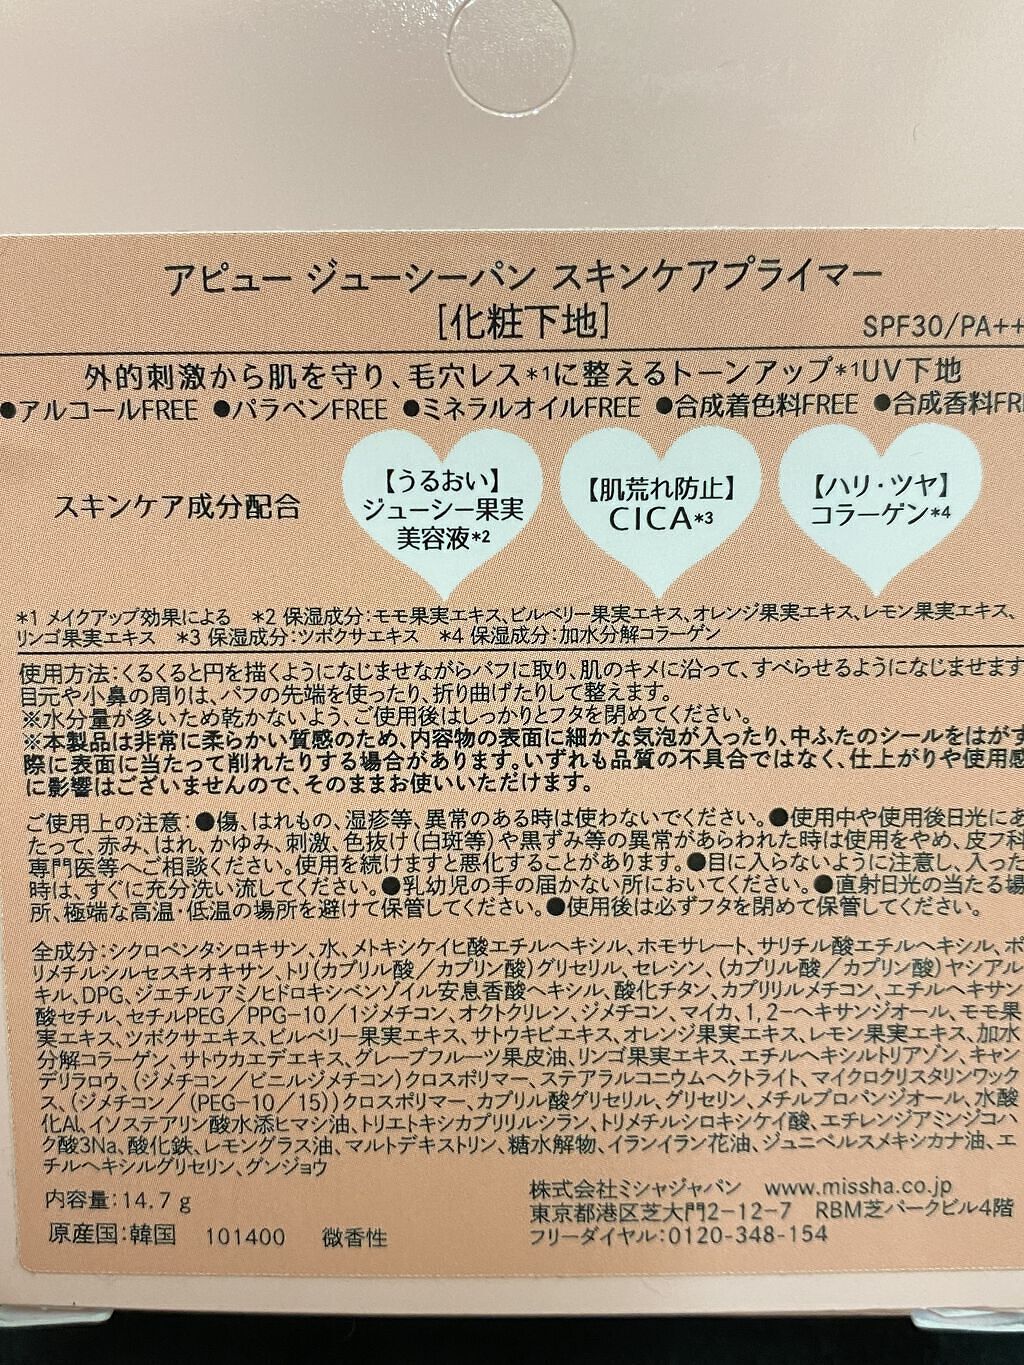 アピュー ジューシーパン スキンケアプライマー
[化粧下地]
SPF30/PA++
外的刺激から肌を守り、毛穴レス*1に整えるトーンアップ*1UV下地
●アルコールFREE ●パラベンFREE ●ミネラルオイルFREE ●合成着色料FREE ●合成香料FR
スキンケア成分配合
【うるおい】
ジューシー果実
美容液*2
【肌荒れ防止】
CICA*3
【ハリ・ツヤ】
コラーゲン*4
*1 メイクアップ効果による *2 保湿成分:モモ果実エキス、ビルベリー果実エキス、オレンジ果実エキス、レモン果実エキス、
リンゴ果実エキス *3 保湿成分:ツボクサエキス *4 保湿成分:加水分解コラーゲン
使用方法:くるくると円を描くようになじませながらパフに取り、肌のキメに沿って、すべらせるようになじませます
目元や小鼻の周りは、パフの先端を使ったり、折り曲げたりして整えます。
※水分量が多いため乾かないよう、ご使用後はしっかりとフタを閉めてください。
※本製品は非常に柔らかい質感のため、内容物の表面に細かな気泡が入ったり、中ふたのシールをはがす
際に表面に当たって削れたりする場合があります。いずれも品質の不具合ではなく、仕上がりや使用感
に影響はございませんので、そのままお使いいただけます。
ご使用上の注意:●傷、はれもの、湿疹等、異常のある時は使わないでください。●使用中や使用後日光にあ
たって、赤み、はれ、かゆみ、刺激、色抜け(白斑等)や黒ずみ等の異常があらわれた時は使用をやめ、皮フ科
専門医等へご相談ください。使用を続けますと悪化することがあります。●目に入らないように注意し、入った
時は、すぐに充分洗い流してください。●乳幼児の手の届かない所においてください。●直射日光の当たる場
所、極端な高温・低温の場所を避けて保管してください。●使用後は必ずフタを閉めて保管してください。
全成分:シクロペンタシロキサン、水、メトキシケイヒ酸エチルヘキシル、ホモサレート、サリチル酸エチルヘキシル、ポ
リメチルシルセスキオキサン、トリ(カプリル酸/カプリン酸)グリセリル、セレシン、(カプリル酸/カプリン酸)ヤシアル
キル、DPG、ジエチルアミノヒドロキシベンゾイル安息香酸ヘキシル、酸化チタン、カプリリルメチコン、エチルヘキサン
酸セチル、セチルPEG/PPG-10/1ジメチコン、オクトクリレン、ジメチコン、マイカ、1,2-ヘキサンジオール、モモ果
実エキス、ツボクサエキス、ビルベリー果実エキス、サトウキビエキス、オレンジ果実エキス、レモン果実エキス、加水
分解コラーゲン、サトウカエデエキス、グレープフルーツ果皮油、リンゴ果実エキス、エチルヘキシルトリアゾン、キャン
デリラロウ、(ジメチコン/ビニルジメチコン)クロスポリマー、ステアラルコニウムヘクトライト、マイクロクリスタリンワック
ス、(ジメチコン/(PEG-10/15))クロスポリマー、カプリル酸グリセリル、グリセリン、メチルプロパンジオール、水酸
化Al、イソステアリン酸水添ヒマシ油、トリエトキシカプリリルシラン、トリメチルシロキシケイ酸、エチレンジアミンジコハ
ク酸3Na、酸化鉄、レモングラス油、マルトデキストリン、糖水解物、イランイラン花油、ジュニペルスメキシカナ油、エ
チルヘキシルグリセリン、グンジョウ
内容量:14.7g
原産国:韓国 101400 微香性
株式会社ミシャジャパン www.missha.co.jp
東京都港区芝大門2-12-7 RBM芝パークビル4階
フリーダイヤル:0120-348-154